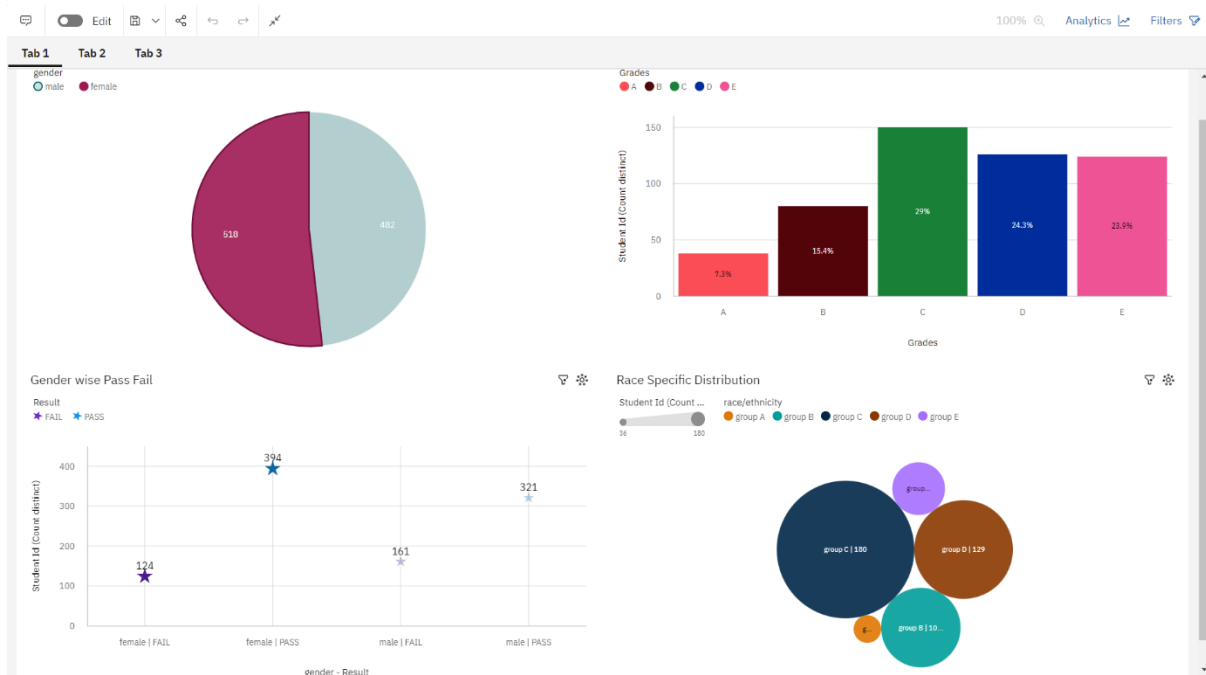 Edit
100%
Analytics
Filters
Tab 1 Tab 2 Tab 3
gender
male female
518
482
Grades
A B C D E
Student Id (Count distinct)
150
100
50
0
7.3%
15.4%
29%
24.3%
23.9%
A B C D E
Grades
Gender wise Pass Fail
Result
FAIL PASS
Student Id (Count distinct)
400
300
200
100
0
124
394
161
321
female | FAIL female | PASS male | FAIL male | PASS
gender - Result
Race Specific Distribution
Student Id (Count ...
36 180
race/ethnicity
group A group B group C group D group E
group...
group C | 180
group D | 129
g...
group B | 10...